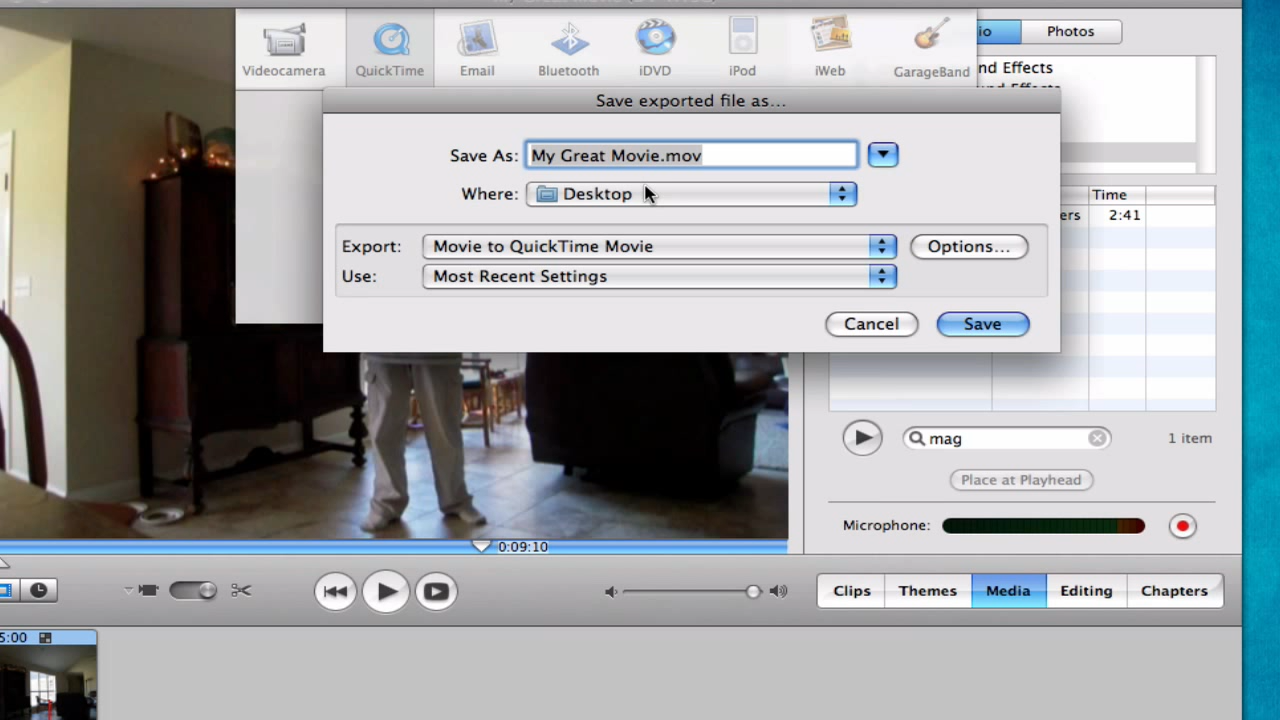 Videocamera QuickTime Email Bluetooth iDVD iPod iWeb GarageBand
io Photos
nd Effects
Save exported file as...
Save As: My Great Movie.mov
Where: Desktop
Time
ers 2:41
Export: Movie to QuickTime Movie Options...
Use: Most Recent Settings
Cancel Save
mag 1 item
Place at Playhead
Microphone:
0:09:10
Clips Themes Media Editing Chapters
5:00